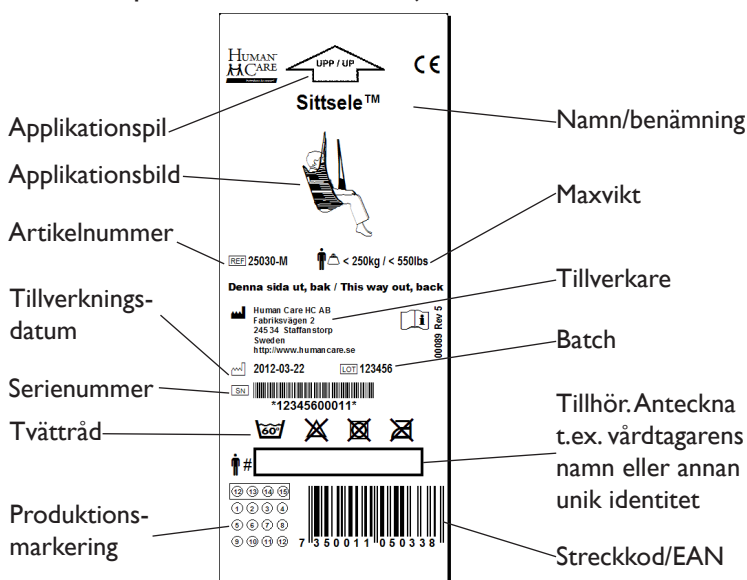 HUMAN
CARE
UPP / UP
CE
Sittsele™
Applikationspil
Namn/benämning
Applikationsbild
Maxvikt
Artikelnummer
REF 25030-M
< 250kg / < 550lbs
Denna sida ut, bak / This way out, back
Tillverkare
Human Care HC AB
Fabriksvägen 2
245 34 Staffanstorp
Sweden
http://www.humancare.se
i
00089 Rev 5
Tillverknings-
datum
2012-03-22
LOT 123456
Batch
Serienummer
SN
*12345600011*
Tvättråd
60°
#
Tillhör. Anteckna
t.ex. vårdtagarens
namn eller annan
unik identitet
Produktions-
markering
12 13 14 15
1 2 3 4
5 6 7 8
9 10 11 12
7 350011 050338
Streckkod/EAN